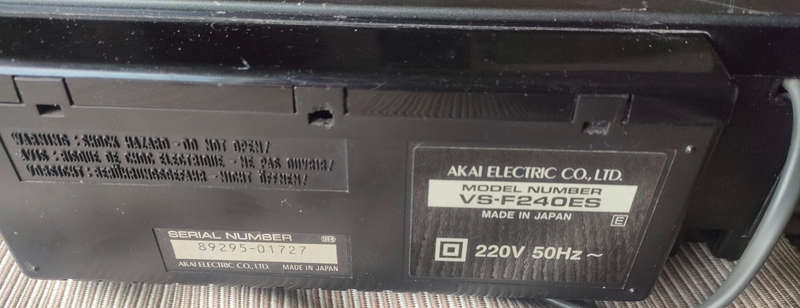 WARNING : SHOCK HAZARD - DO NOT OPEN!
AVIS : RISQUE DE CHOC ELECTRIQUE - NE PAS OUVRIR!
VORSICHT : BERÜHRUNGSGEFAHR - NICHT ÖFFNEN!
SERIAL NUMBER
89295-01727
AKAI ELECTRIC CO., LTD. MADE IN JAPAN
AKAI ELECTRIC CO., LTD.
MODEL NUMBER
VS-F240ES
MADE IN JAPAN
E
220V 50Hz ~